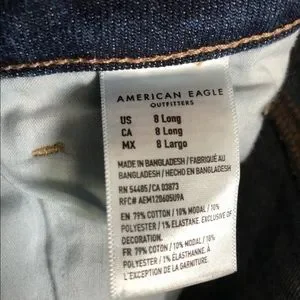 AMERICAN EAGLE
OUTFITTERS
US 8 Long
CA 8 Long
MX 8 Largo
MADE IN BANGLADESH / FABRIQUÉ AU
BANGLADESH / HECHO EN BANGLADESH
RN 54485/ CA 03873
RFC# AEM120605U9A
EN 79% COTTON / 10% MODAL / 10%
POLYESTER / 1% ELASTANE. EXCLUSIVE OF
DECORATION.
FR 79% COTON / 10% MODAL / 10%
POLYESTER / 1% ÉLASTHANNE. À
L'EXCEPTION DE LA GARNITURE.